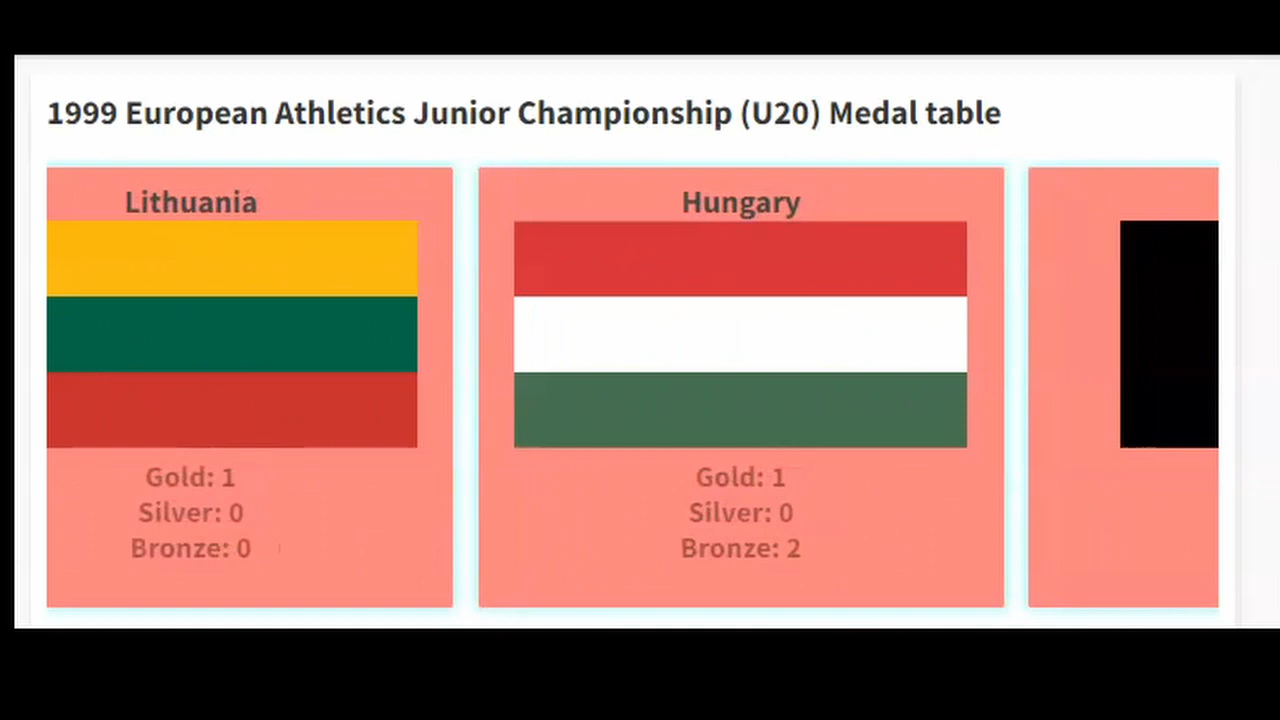 1999 European Athletics Junior Championship (U20) Medal table
Lithuania
Gold: 1
Silver: 0
Bronze: 0
Hungary
Gold: 1
Silver: 0
Bronze: 2